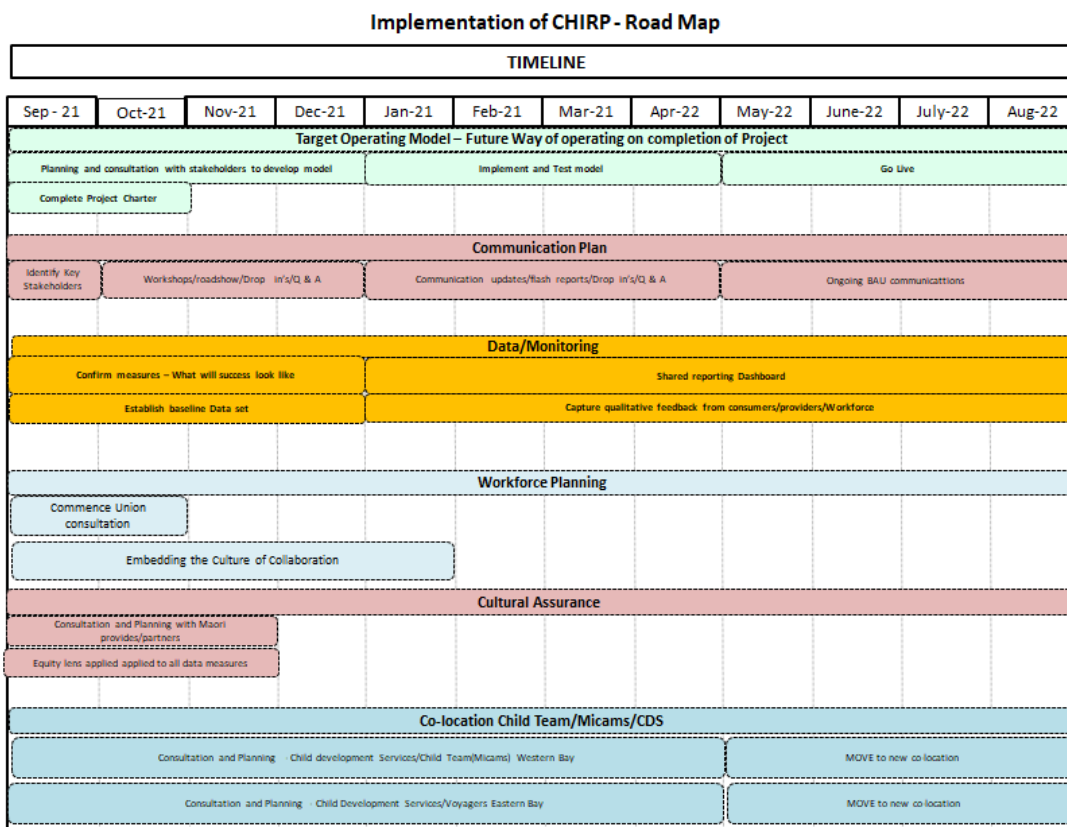 Implementation of CHIRP - Road Map
TIMELINE
Sep - 21 Oct-21 Nov-21 Dec-21 Jan-21 Feb-21 Mar-21 Apr-22 May-22 June-22 July-22 Aug-22
Target Operating Model – Future Way of operating on completion of Project
Planning and consultation with stakeholders to develop model
Implement and Test model
Go Live
Complete Project Charter
Communication Plan
Identify Key
Stakeholders
Workshops/roadshow/Drop in's/Q & A
Communication updates/flash reports/Drop in's/Q & A
Ongoing BAU communicattions
Data/Monitoring
Confirm measures – What will success look like
Shared reporting Dashboard
Establish baseline Data set
Capture qualitative feedback from consumers/providers/Workforce
Workforce Planning
Commence Union
consultation
Embedding the Culture of Collaboration
Cultural Assurance
Consultation and Planning with Maori
provides/partners
Equity lens applied applied to all data measures
Co-location Child Team/Micams/CDS
Consultation and Planning - Child development Services/Child Team(Micams) Western Bay
MOVE to new co-location
Consultation and Planning - Child Development Services/Voyagers Eastern Bay
MOVE to new co-location